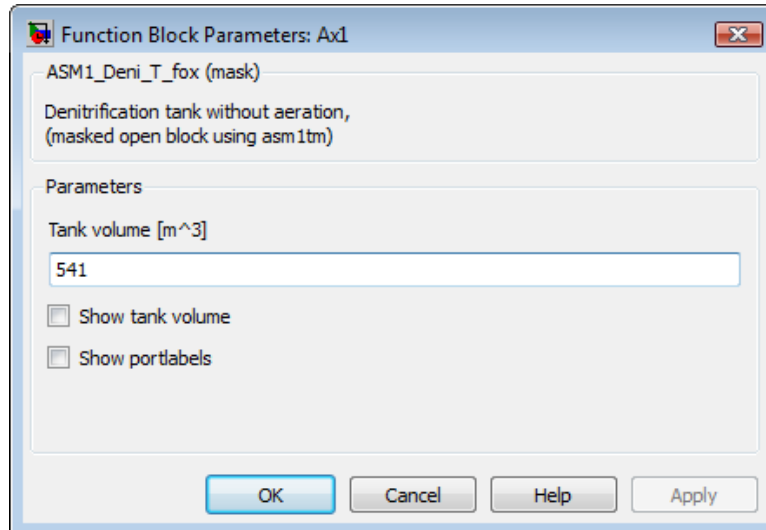 Function Block Parameters: Ax1
ASM1_Deni_T_fox (mask)
Denitrification tank without aeration,
(masked open block using asm1tm)
Parameters
Tank volume [m^3]
541
Show tank volume
Show portlabels
OK Cancel Help Apply